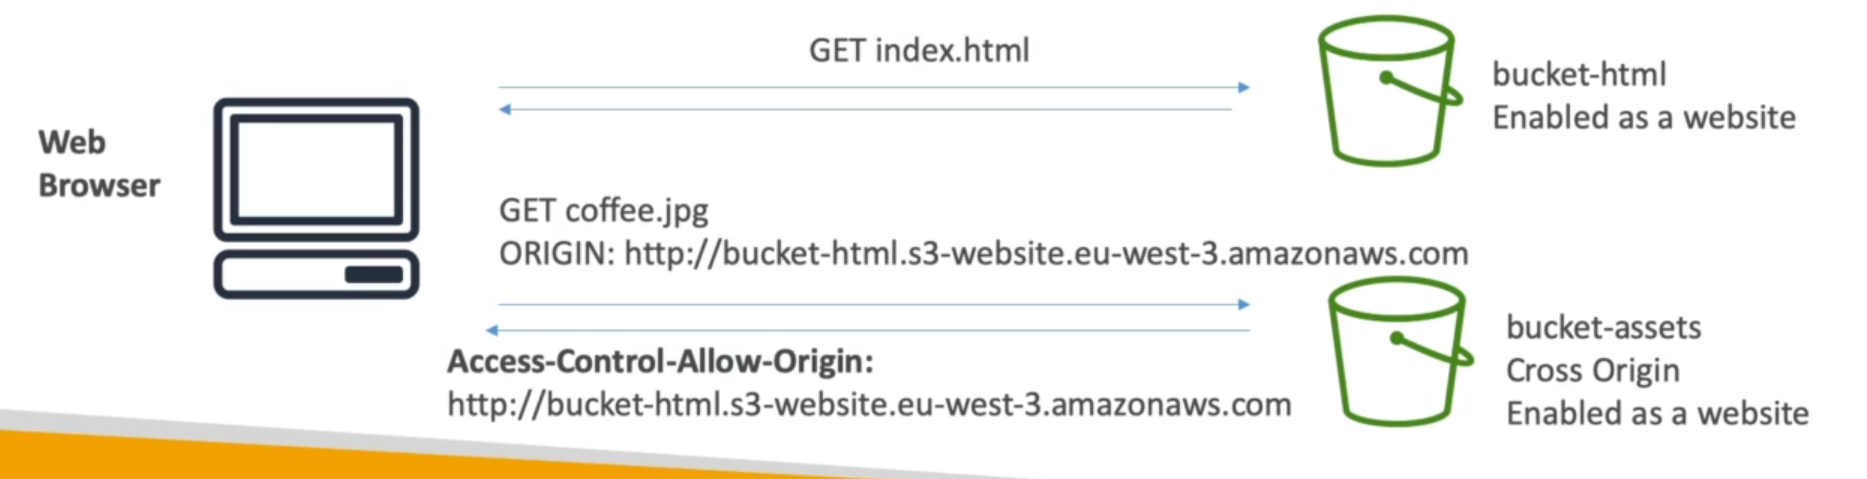 GET index.html
bucket-html
Enabled as a website
Web
Browser
GET coffee.jpg
ORIGIN: http://bucket-html.s3-website.eu-west-3.amazonaws.com
bucket-assets
Cross Origin
Enabled as a website
Access-Control-Allow-Origin:
http://bucket-html.s3-website.eu-west-3.amazonaws.com